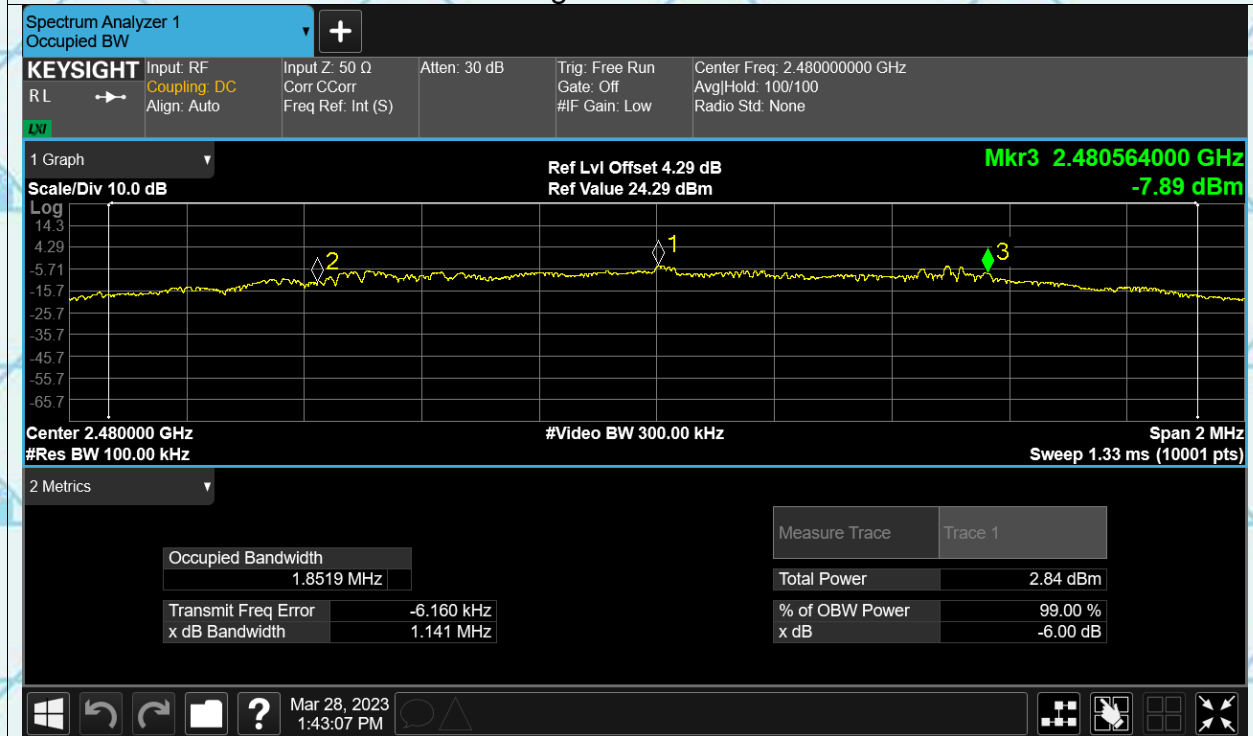 Spectrum Analyzer 1
Occupied BW
KEYSIGHT Input: RF Input Z: 50 Ω Atten: 30 dB Trig: Free Run Center Freq: 2.480000000 GHz
RL Coupling: DC Corr CCorr Gate: Off Avg|Hold: 100/100
Align: Auto Freq Ref: Int (S) #IF Gain: Low Radio Std: None
LXI
1 Graph Ref Lvl Offset 4.29 dB Mkr3 2.480564000 GHz
Scale/Div 10.0 dB Ref Value 24.29 dBm -7.89 dBm
Log
14.3
4.29
-5.71
-15.7
-25.7
-35.7
-45.7
-55.7
-65.7
2 1 3
Center 2.480000 GHz #Video BW 300.00 kHz Span 2 MHz
#Res BW 100.00 kHz Sweep 1.33 ms (10001 pts)
2 Metrics
Measure Trace Trace 1
Occupied Bandwidth
1.8519 MHz Total Power 2.84 dBm
Transmit Freq Error -6.160 kHz % of OBW Power 99.00 %
x dB Bandwidth 1.141 MHz x dB -6.00 dB
? Mar 28, 2023
1:43:07 PM